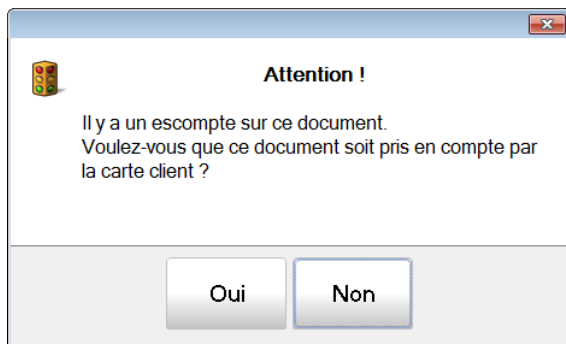 Attention !
Il y a un escompte sur ce document.
Voulez-vous que ce document soit pris en compte par
la carte client ?
Oui
Non